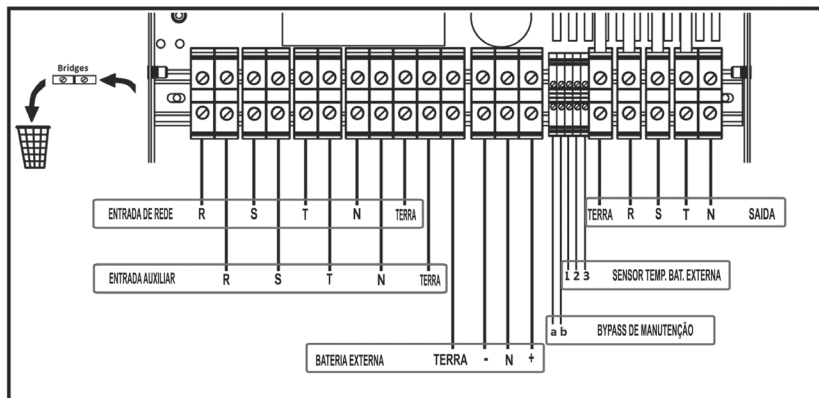 Bridges
ENTRADA DE REDE R S T N TERRA
TERRA R S T N SAIDA
ENTRADA AUXILIAR R S T N TERRA
1 2 3 SENSOR TEMP. BAT. EXTERNA
a b BYPASS DE MANUTENÇÃO
BATERIA EXTERNA TERRA - N +